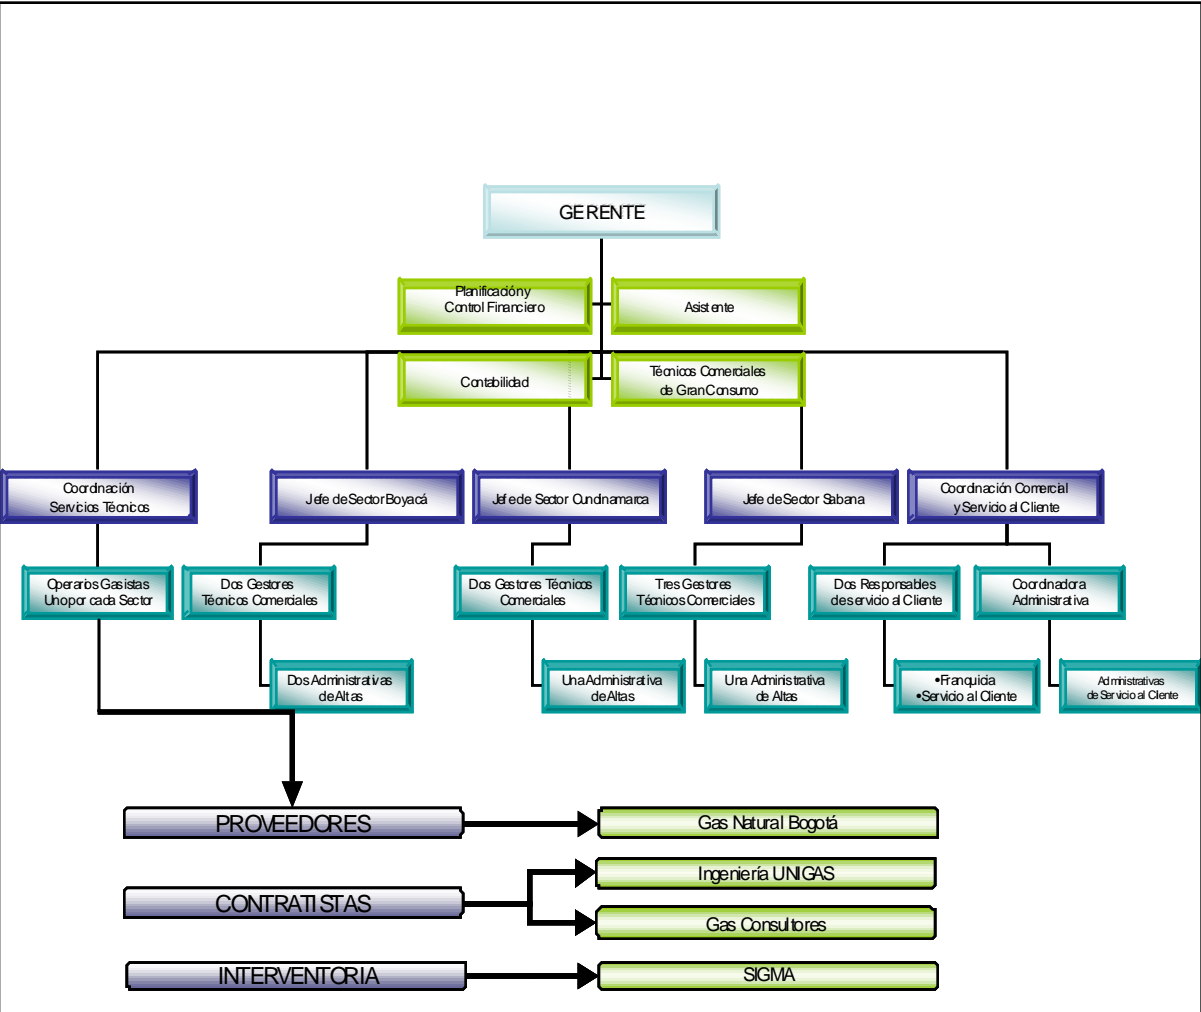 GERENTE
Planificación y
Control Financiero
Asistente
Contabilidad
Técnicos Comerciales
de Gran Consumo
Coordinación
Servicios Técnicos
Jefe de Sector Boyacá
Jefe de Sector Cundinamarca
Jefe de Sector Sabana
Coordinación Comercial
y Servicio al Cliente
Operarios Gasistas
Uno por cada Sector
Dos Gestores
Técnicos Comerciales
Dos Gestores Técnicos
Comerciales
Tres Gestores
Técnicos Comerciales
Dos Responsables
de servicio al Cliente
Coordinadora
Administrativa
Dos Administrativas
de Altas
Una Administrativa
de Altas
Una Administrativa
de Altas
•Franquicia
•Servicio al Cliente
Administrativas
de Servicio al Cliente
PROVEEDORES
Gas Natural Bogotá
Ingeniería UNIGAS
CONTRATISTAS
Gas Consultores
INTERVENTORIA
SIGMA